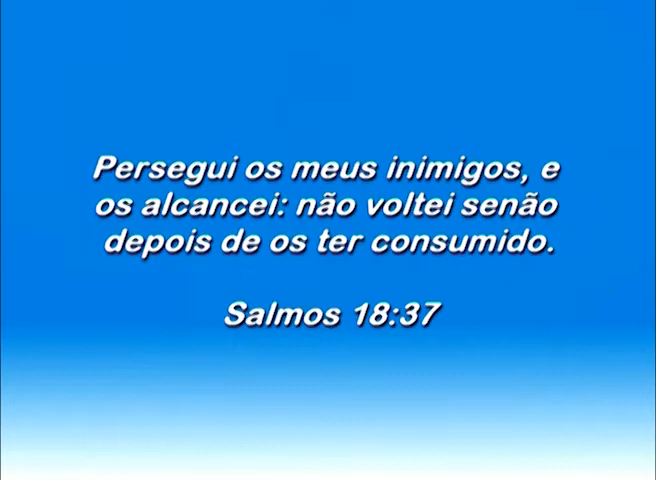 Persegui os meus inimigos, e
os alcancei: não voltei senão
depois de os ter consumido.
Salmos 18:37